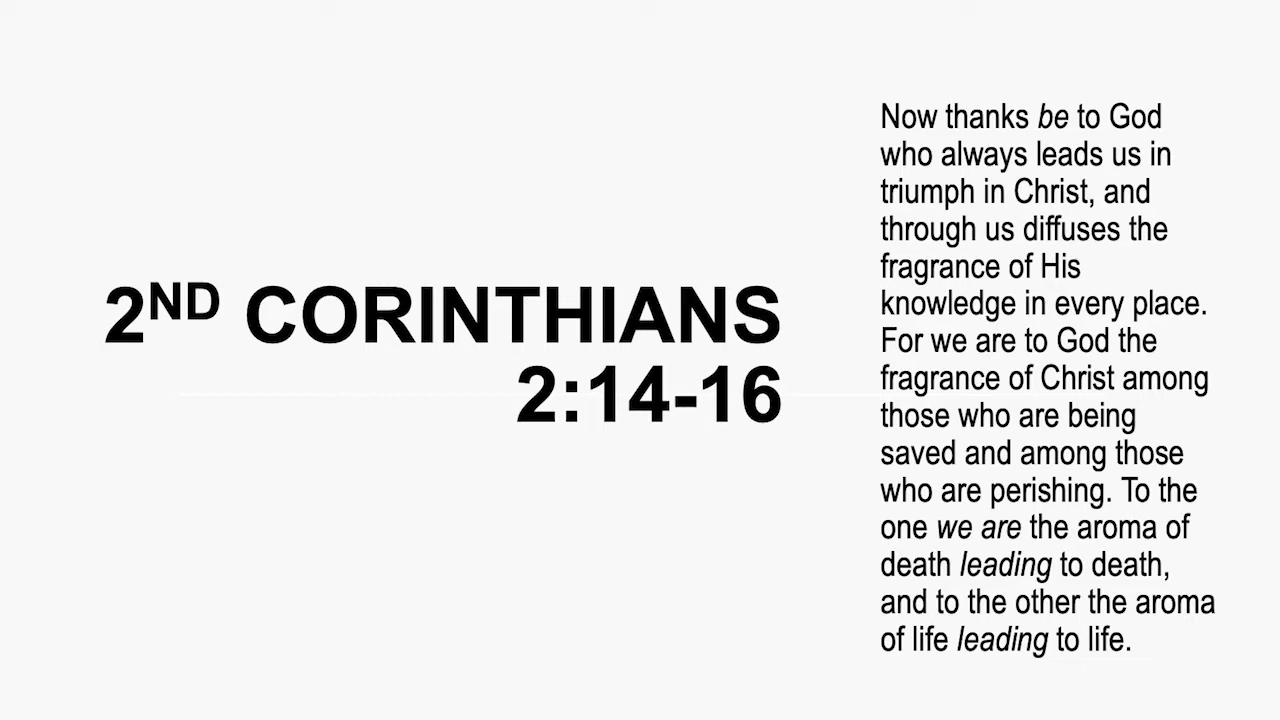 2ND CORINTHIANS
2:14-16
Now thanks be to God
who always leads us in
triumph in Christ, and
through us diffuses the
fragrance of His
knowledge in every place.
For we are to God the
fragrance of Christ among
those who are being
saved and among those
who are perishing. To the
one we are the aroma of
death leading to death,
and to the other the aroma
of life leading to life.